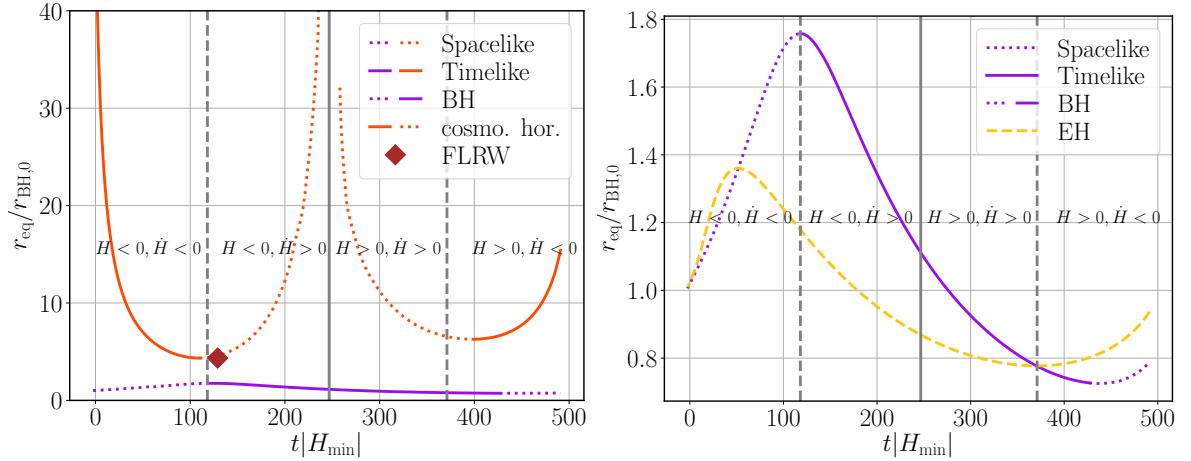 40
30
20
10
0
r_eq/r_BH,0
Spacelike
Timelike
BH
cosmo. hor.
FLRW
H < 0, Ḣ < 0
H < 0, Ḣ > 0
H > 0, Ḣ > 0
H > 0, Ḣ < 0
0 100 200 300 400 500
t|H_min|
1.8
1.6
1.4
1.2
1.0
0.8
r_eq/r_BH,0
Spacelike
Timelike
BH
EH
H < 0, Ḣ < 0
H < 0, Ḣ > 0
H > 0, Ḣ > 0
H > 0, Ḣ < 0
0 100 200 300 400 500
t|H_min|